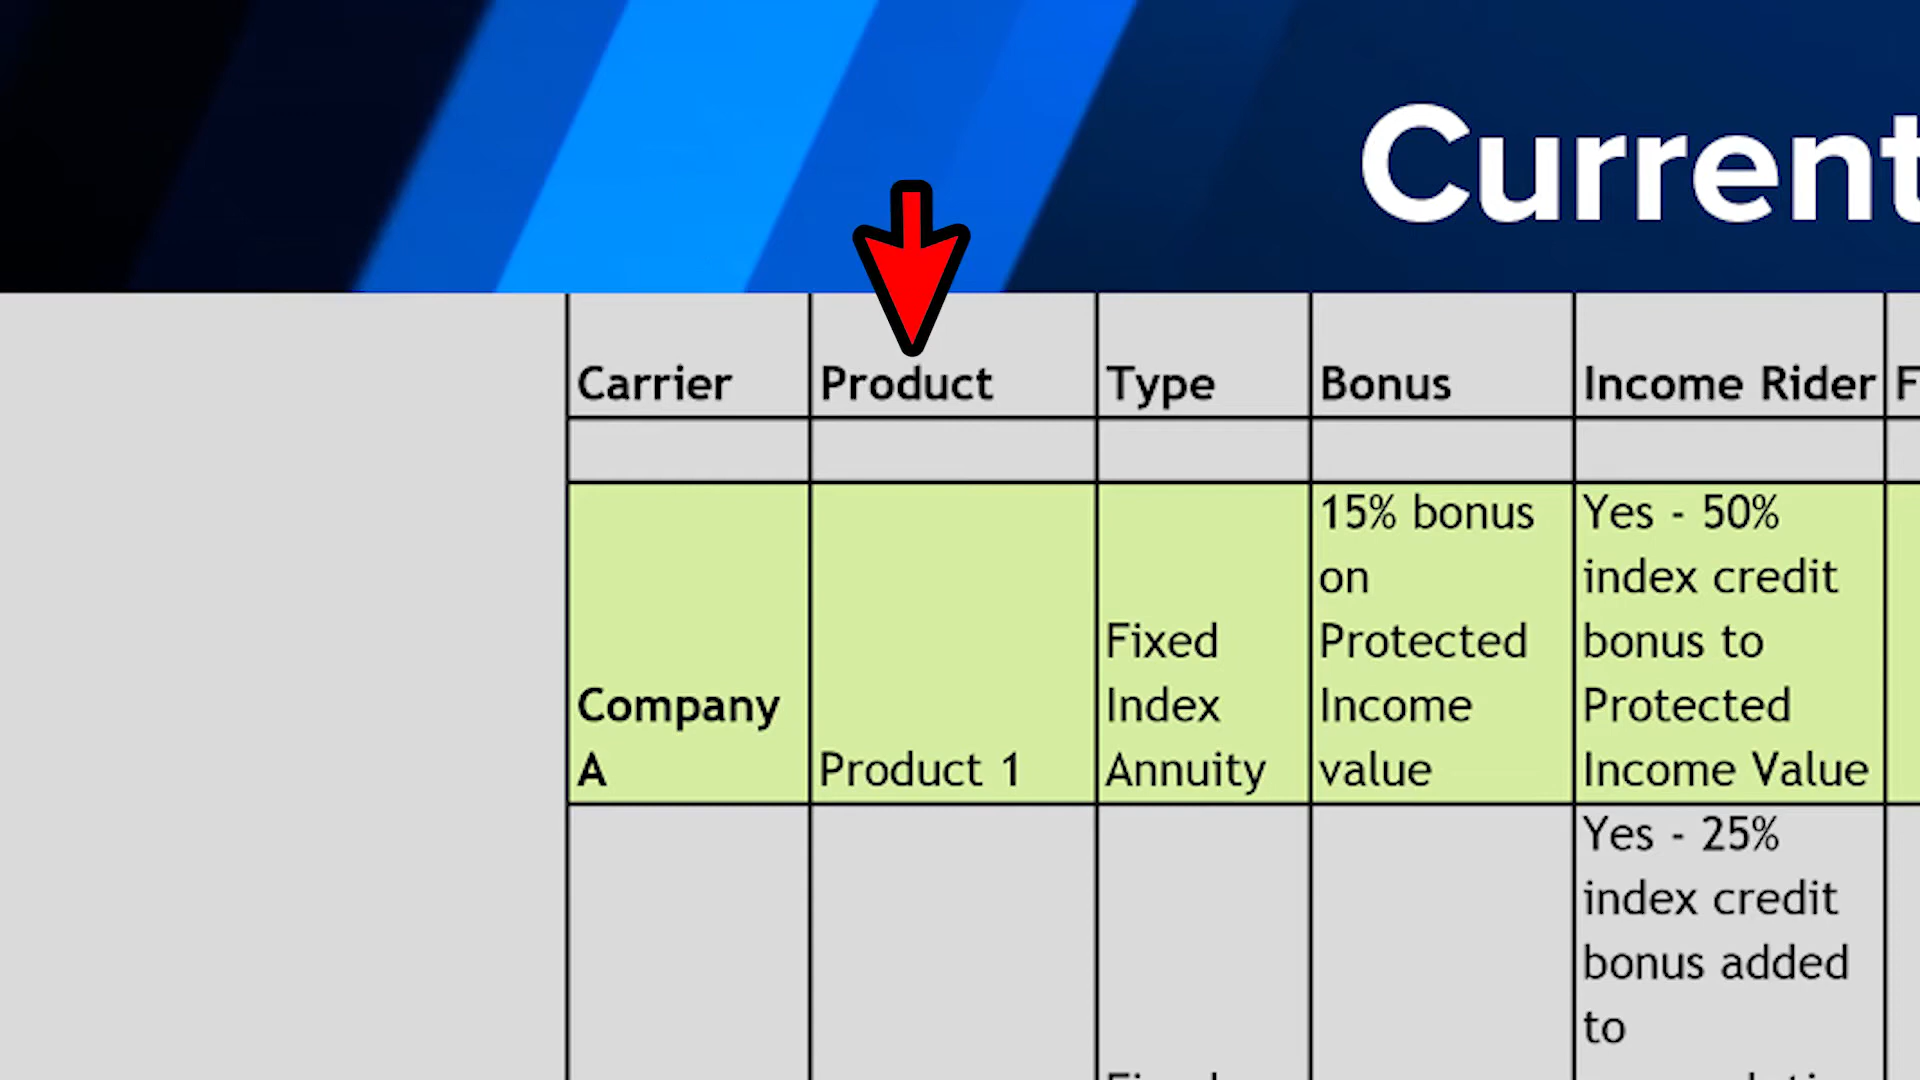 Current
Carrier Product Type Bonus Income Rider F
Company A Product 1 Fixed Index Annuity 15% bonus on Protected Income value Yes - 50% index credit bonus to Protected Income Value
Yes - 25%
index credit
bonus added
to